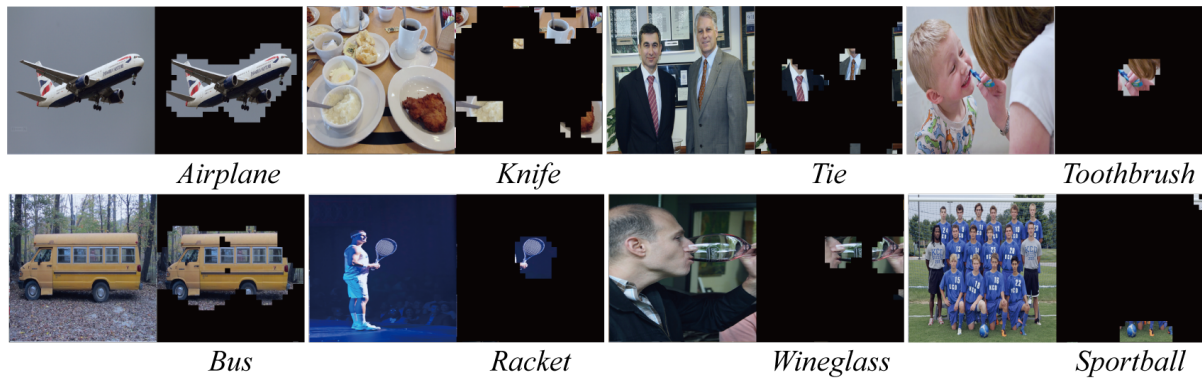 Airplane
Knife
Tie
Toothbrush
Bus
Racket
Wineglass
Sportball